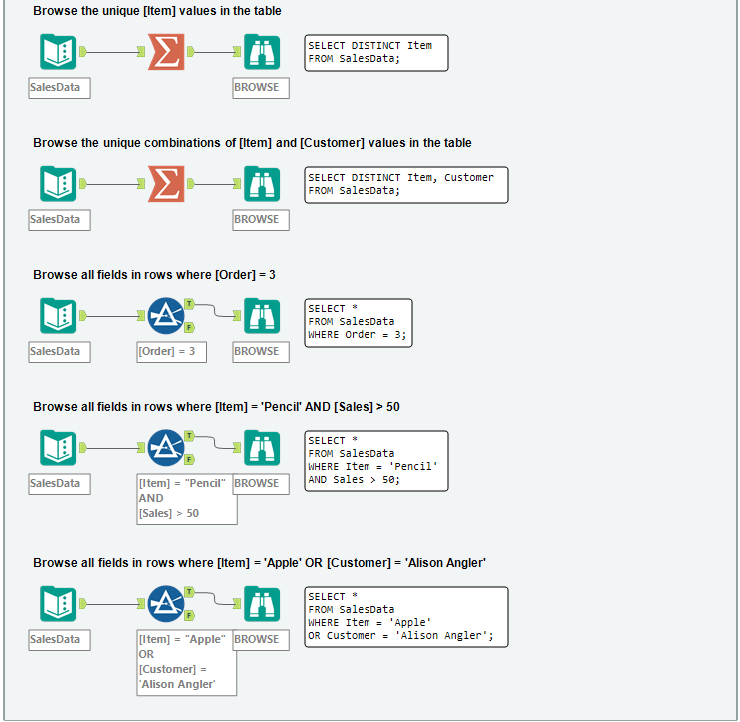 Browse the unique [Item] values in the table
SELECT DISTINCT Item
FROM SalesData;
SalesData
BROWSE
Browse the unique combinations of [Item] and [Customer] values in the table
SELECT DISTINCT Item, Customer
FROM SalesData;
SalesData
BROWSE
Browse all fields in rows where [Order] = 3
T
F
SELECT *
FROM SalesData
WHERE Order = 3;
SalesData
[Order] = 3
BROWSE
Browse all fields in rows where [Item] = 'Pencil' AND [Sales] > 50
T
F
SELECT *
FROM SalesData
WHERE Item = 'Pencil'
AND Sales > 50;
SalesData
[Item] = "Pencil"
AND
[Sales] > 50
BROWSE
Browse all fields in rows where [Item] = 'Apple' OR [Customer] = 'Alison Angler'
T
F
SELECT *
FROM SalesData
WHERE Item = 'Apple'
OR Customer = 'Alison Angler';
SalesData
[Item] = "Apple"
OR
[Customer] =
'Alison Angler'
BROWSE